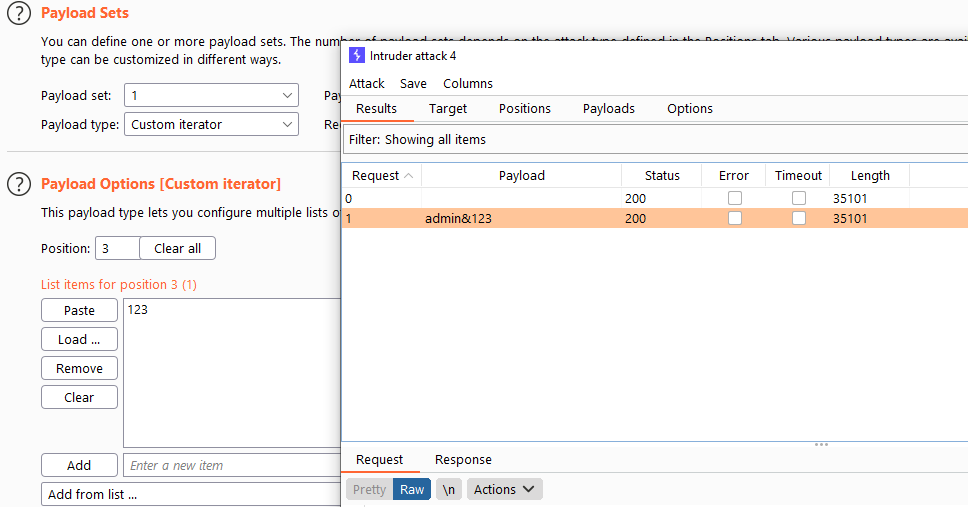 Payload Sets
You can define one or more payload sets. The number of payload sets depends on the attack type defined in the Positions tab. Various payload types are avai
type can be customized in different ways.
Payload set: 1
Pay
Payload type: Custom iterator
Re
Payload Options [Custom iterator]
This payload type lets you configure multiple lists o
Position: 3 Clear all
List items for position 3 (1)
Paste
123
Load ...
Remove
Clear
Add Enter a new item
Add from list ...
Intruder attack 4
Attack Save Columns
Results Target Positions Payloads Options
Filter: Showing all items
Request Payload Status Error Timeout Length
0 200 35101
1 admin&123 200 35101
Request Response
Pretty Raw \n Actions